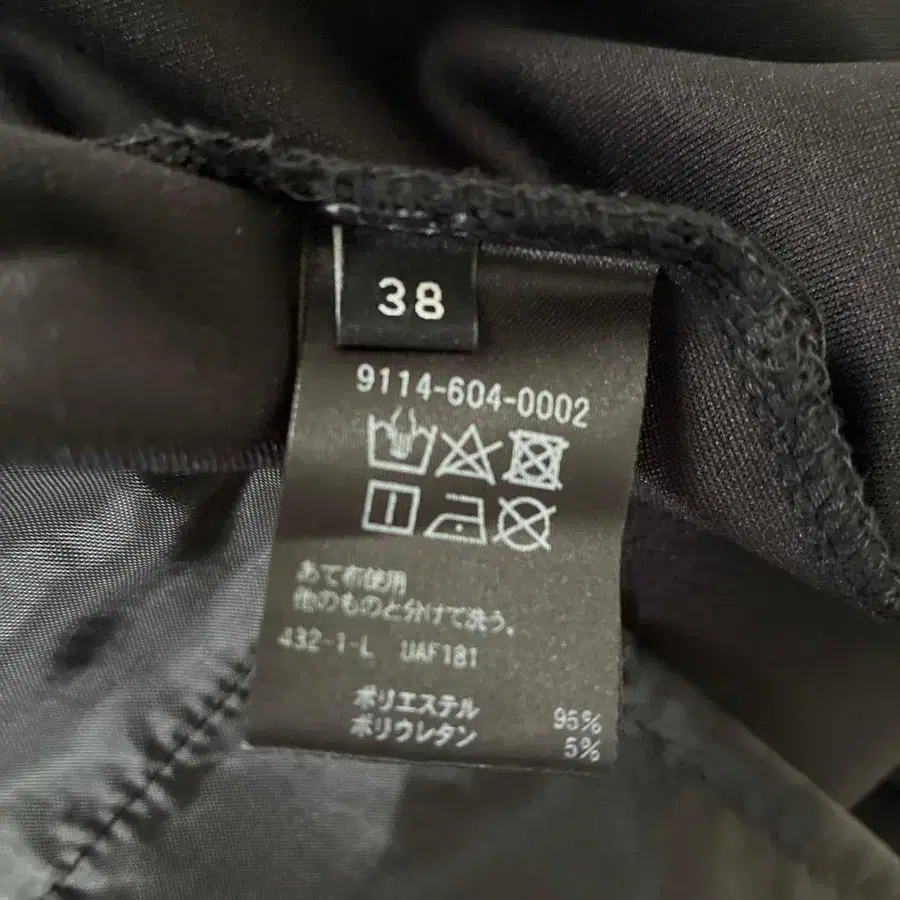 38
9114-604-0002
あて布使用
他のものと分けて洗う。
432-1-L UAF181
ポリエステル 95%
ポリウレタン 5%